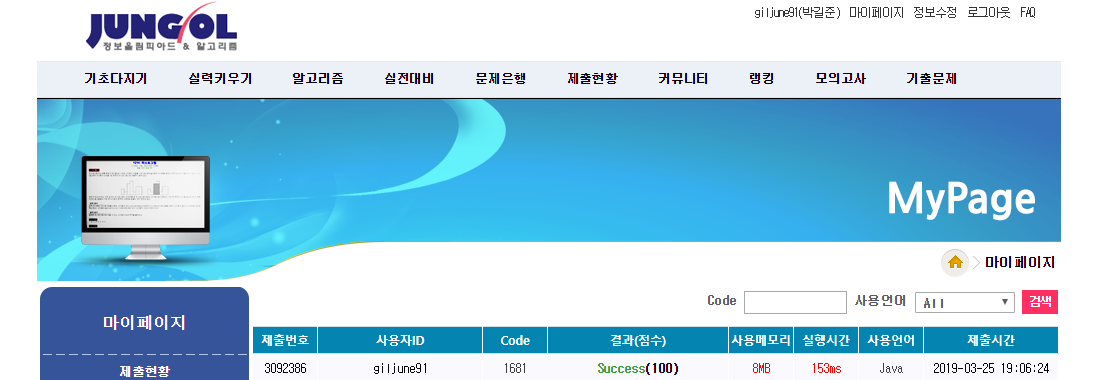 JUNGOL
정보올림피아드 & 알고리즘
giljune91(박길준) 마이페이지 정보수정 로그아웃 FAQ
기초다지기 실력키우기 알고리즘 실전대비 문제은행 제출현황 커뮤니티 랭킹 모의고사 기출문제
MyPage
마이페이지
Code 사용언어 All 검색
마이페이지
제출현황
제출번호 사용자ID Code 결과(점수) 사용메모리 실행시간 사용언어 제출시간
3092386 giljune91 1681 Success(100) 8MB 153ms Java 2019-03-25 19:06:24